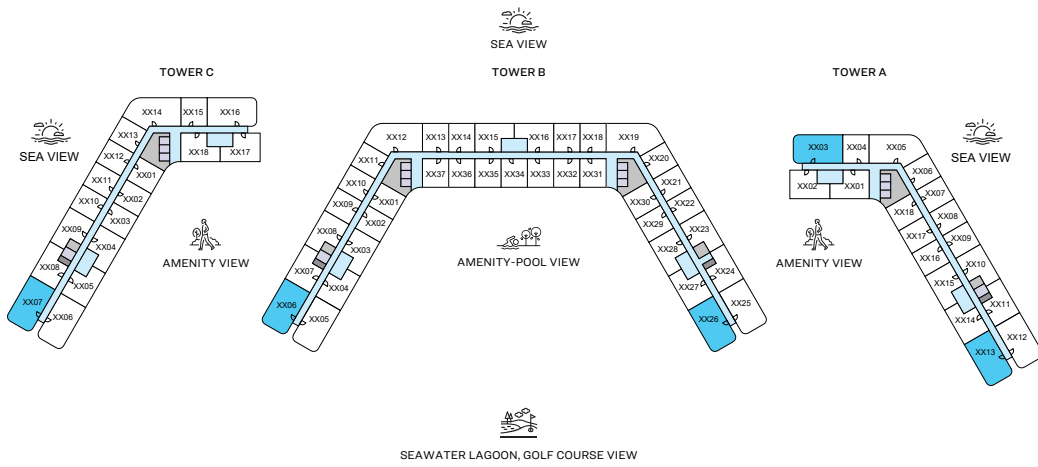 SEA VIEW
TOWER C
TOWER B
TOWER A
SEA VIEW
SEA VIEW
AMENITY VIEW
AMENITY-POOL VIEW
AMENITY VIEW
XX14
XX15
XX16
XX13
XX12
XX11
XX10
XX09
XX08
XX07
XX18
XX17
XX01
XX02
XX03
XX04
XX05
XX06
XX12
XX13
XX14
XX15
XX16
XX17
XX18
XX19
XX11
XX10
XX09
XX08
XX07
XX06
XX37
XX36
XX35
XX34
XX33
XX32
XX31
XX01
XX02
XX03
XX04
XX05
XX20
XX21
XX22
XX23
XX24
XX25
XX30
XX29
XX28
XX27
XX26
XX03
XX04
XX05
XX02
XX01
XX06
XX07
XX08
XX09
XX10
XX11
XX12
XX18
XX17
XX16
XX15
XX14
XX13
SEAWATER LAGOON, GOLF COURSE VIEW